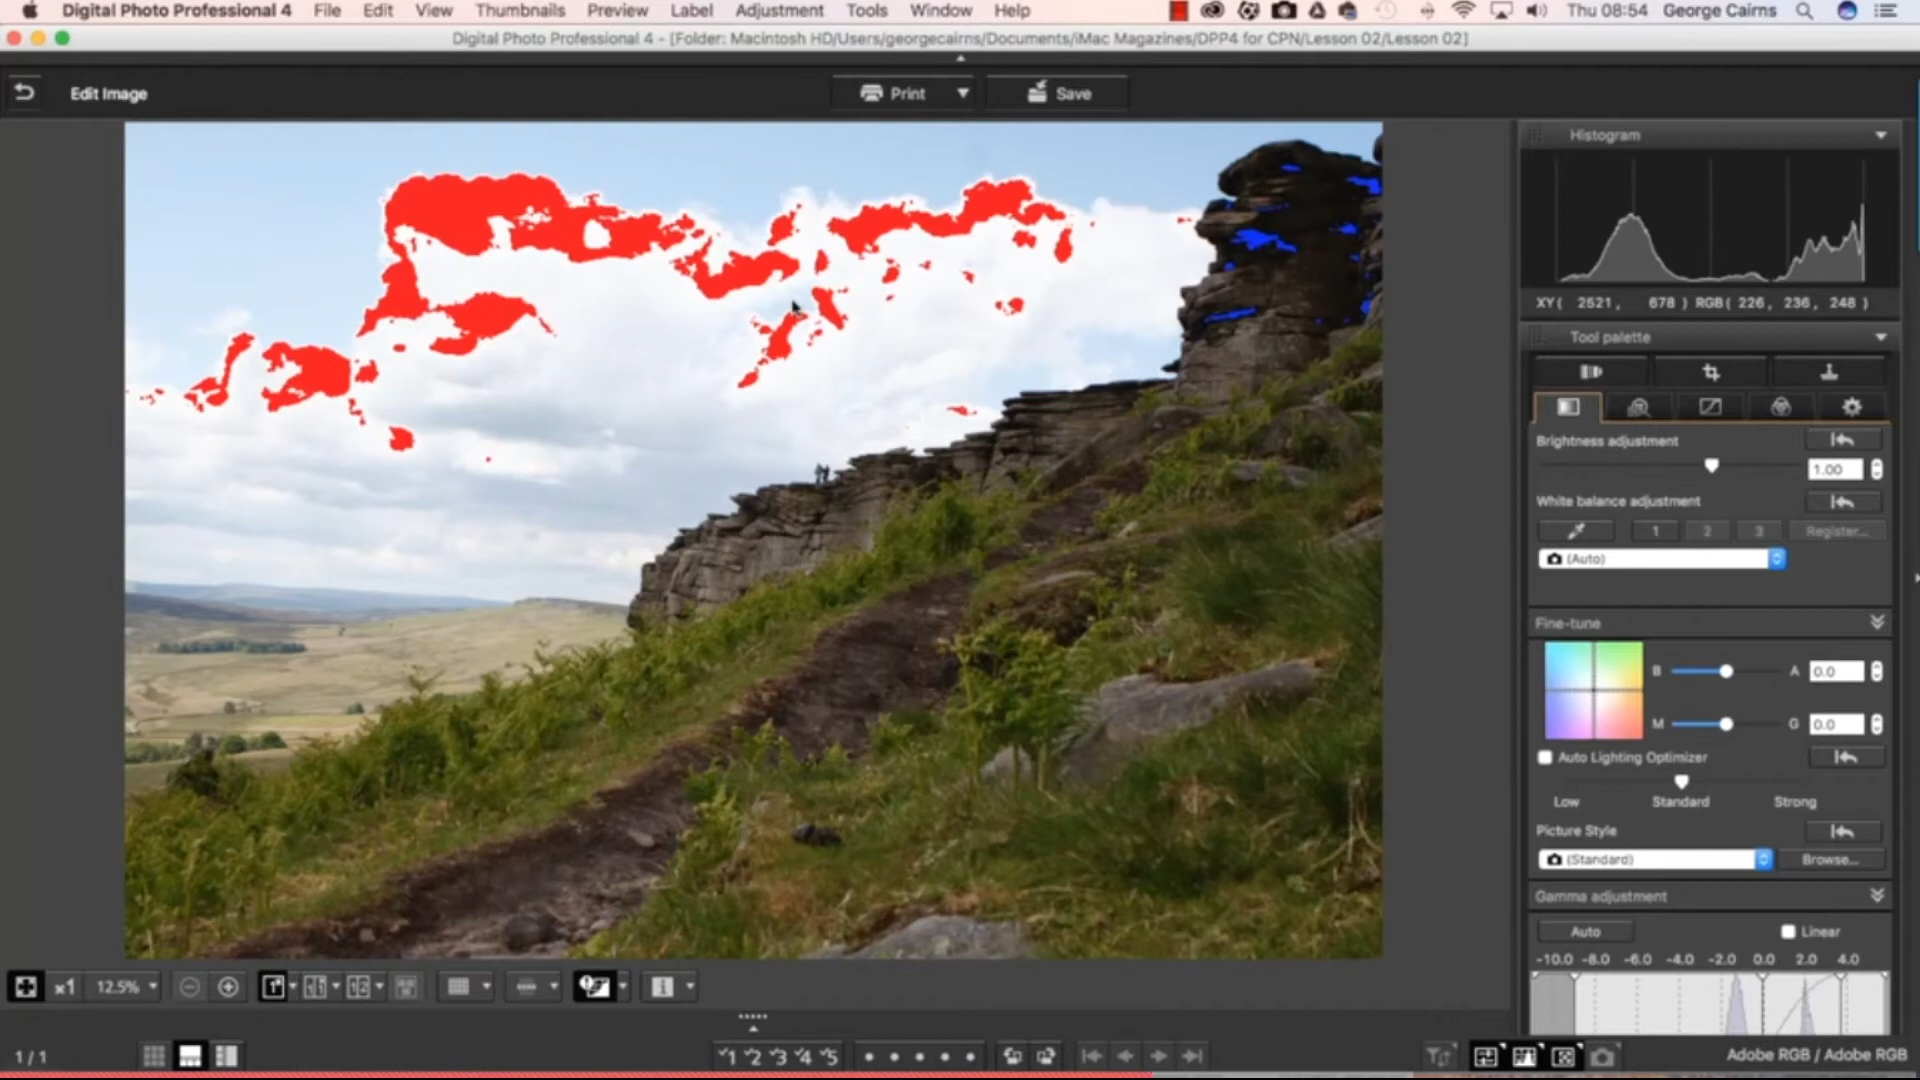 Digital Photo Professional 4 File Edit View Thumbnails Preview Label Adjustment Tools Window Help Thu 08:54 George Cairns
Digital Photo Professional 4 - [Folder: Macintosh HD/Users/georgecairns/Documents/iMac Magazines/DPP4 for CPN/Lesson 02/Lesson 02]
Edit Image
Print
Save
Histogram
XY( 2521, 678 ) RGB( 226, 236, 248 )
Tool palette
Brightness adjustment
1.00
White balance adjustment
1 2 3 Register...
(Auto)
Fine-tune
B A 0.0
M G 0.0
Auto Lighting Optimizer
Low Standard Strong
Picture Style
(Standard) Browse...
Gamma adjustment
Auto Linear
-10.0 -8.0 -6.0 -4.0 -2.0 0.0 2.0 4.0
x1 12.5%
1 / 1
1 2 3 4 5
Adobe RGB / Adobe RGB